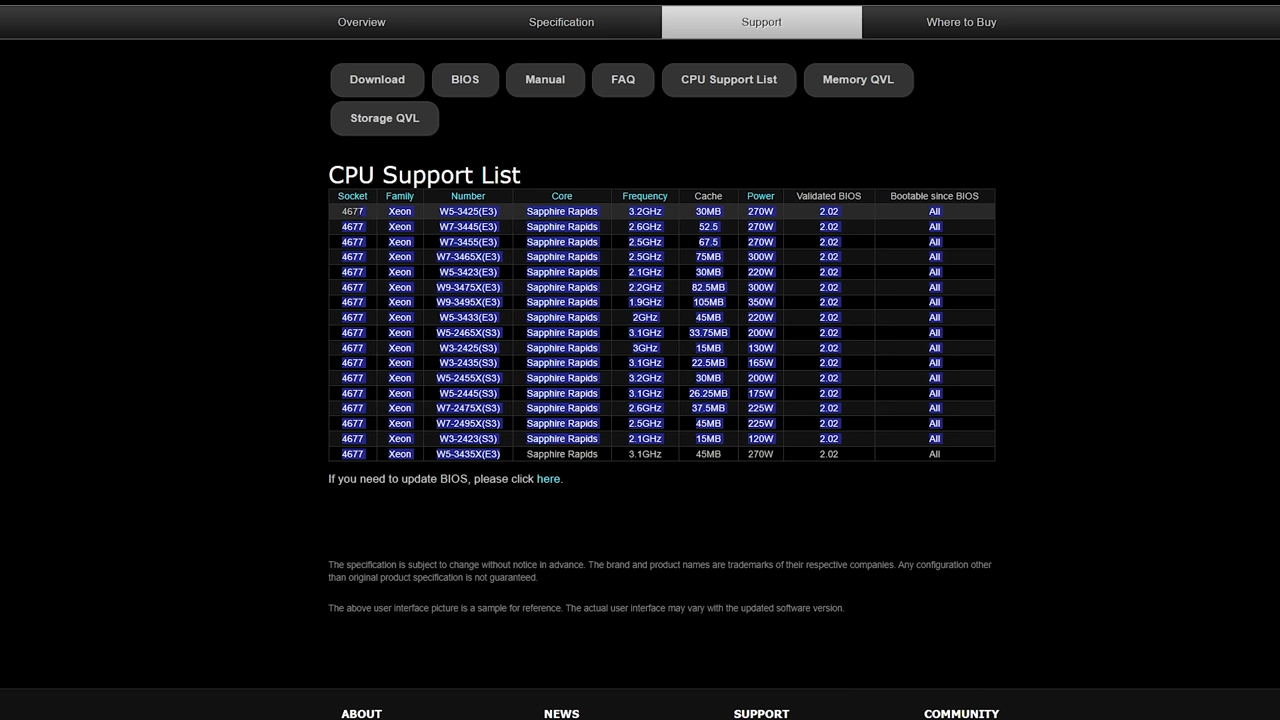 Overview Specification Support Where to Buy
Download BIOS Manual FAQ CPU Support List Memory QVL
Storage QVL
CPU Support List
Socket Family Number Core Frequency Cache Power Validated BIOS Bootable since BIOS
4677 Xeon W5-3425(E3) Sapphire Rapids 3.2GHz 30MB 270W 2.02 All
4677 Xeon W7-3445(E3) Sapphire Rapids 2.6GHz 52.5 270W 2.02 All
4677 Xeon W7-3455(E3) Sapphire Rapids 2.5GHz 67.5 270W 2.02 All
4677 Xeon W7-3465X(E3) Sapphire Rapids 2.5GHz 75MB 300W 2.02 All
4677 Xeon W5-3423(E3) Sapphire Rapids 2.1GHz 30MB 220W 2.02 All
4677 Xeon W9-3475X(E3) Sapphire Rapids 2.2GHz 82.5MB 300W 2.02 All
4677 Xeon W9-3495X(E3) Sapphire Rapids 1.9GHz 105MB 350W 2.02 All
4677 Xeon W5-3433(E3) Sapphire Rapids 2GHz 45MB 220W 2.02 All
4677 Xeon W5-2465X(S3) Sapphire Rapids 3.1GHz 33.75MB 200W 2.02 All
4677 Xeon W3-2425(S3) Sapphire Rapids 3GHz 15MB 130W 2.02 All
4677 Xeon W3-2435(S3) Sapphire Rapids 3.1GHz 22.5MB 165W 2.02 All
4677 Xeon W5-2455X(S3) Sapphire Rapids 3.2GHz 30MB 200W 2.02 All
4677 Xeon W5-2445(S3) Sapphire Rapids 3.1GHz 26.25MB 175W 2.02 All
4677 Xeon W7-2475X(S3) Sapphire Rapids 2.6GHz 37.5MB 225W 2.02 All
4677 Xeon W7-2495X(S3) Sapphire Rapids 2.5GHz 45MB 225W 2.02 All
4677 Xeon W3-2423(S3) Sapphire Rapids 2.1GHz 15MB 120W 2.02 All
4677 Xeon W5-3435X(E3) Sapphire Rapids 3.1GHz 45MB 270W 2.02 All
If you need to update BIOS, please click here.
The specification is subject to change without notice in advance. The brand and product names are trademarks of their respective companies. Any configuration other
than original product specification is not guaranteed.
The above user interface picture is a sample for reference. The actual user interface may vary with the updated software version.
ABOUT NEWS SUPPORT COMMUNITY